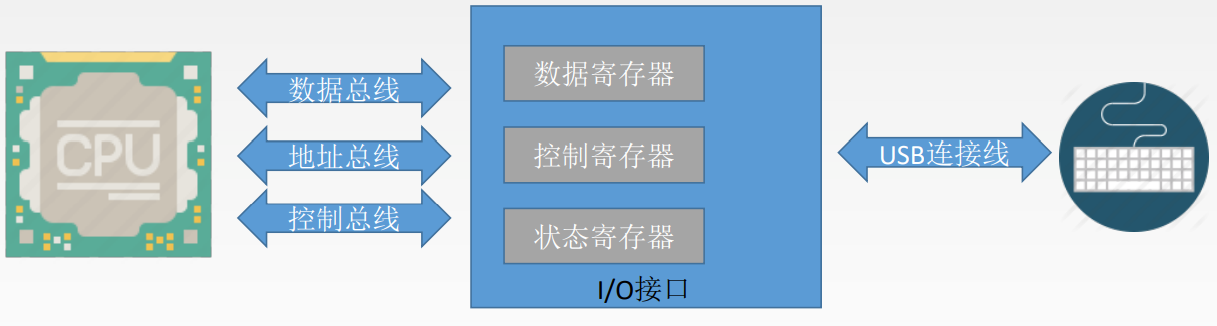 CPU
数据总线
地址总线
控制总线
数据寄存器
控制寄存器
状态寄存器
I/O接口
USB连接线